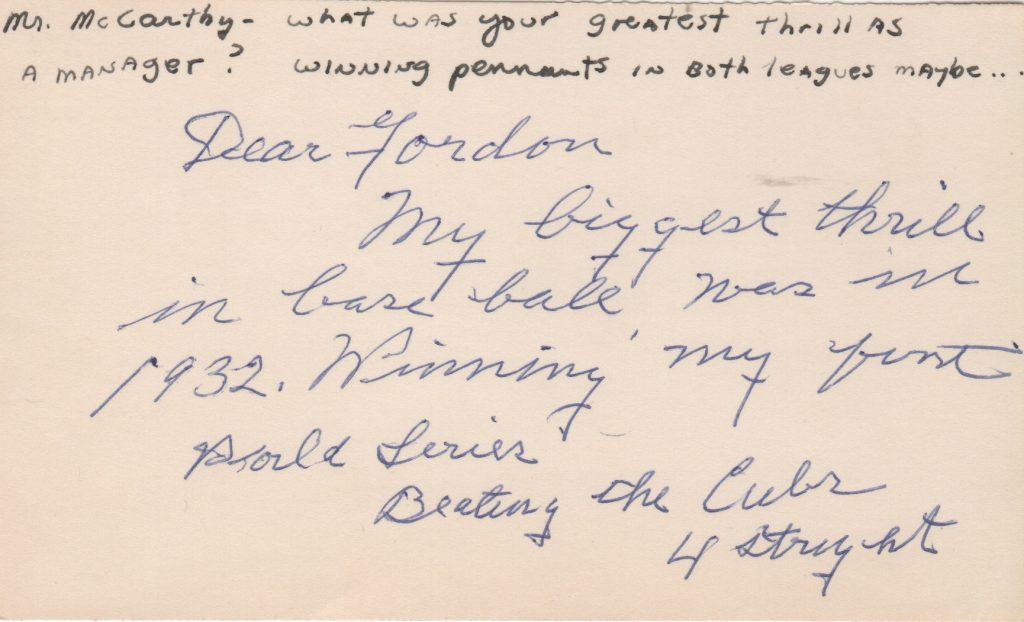 Mr. McCarthy - what was your greatest thrill as
a manager? Winning pennants in both leagues maybe...
Dear Gordon
My biggest thrill
in base ball was in
1932. Winning my first
World Series
Beating the Cubs
4 stryght